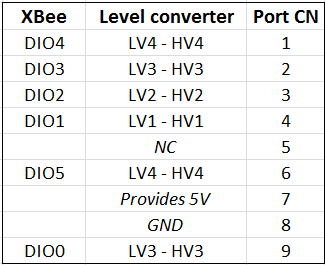 XBee Level converter Port CN
DIO4 LV4 - HV4 1
DIO3 LV3 - HV3 2
DIO2 LV2 - HV2 3
DIO1 LV1 - HV1 4
NC 5
DIO5 LV4 - HV4 6
Provides 5V 7
GND 8
DIO0 LV3 - HV3 9